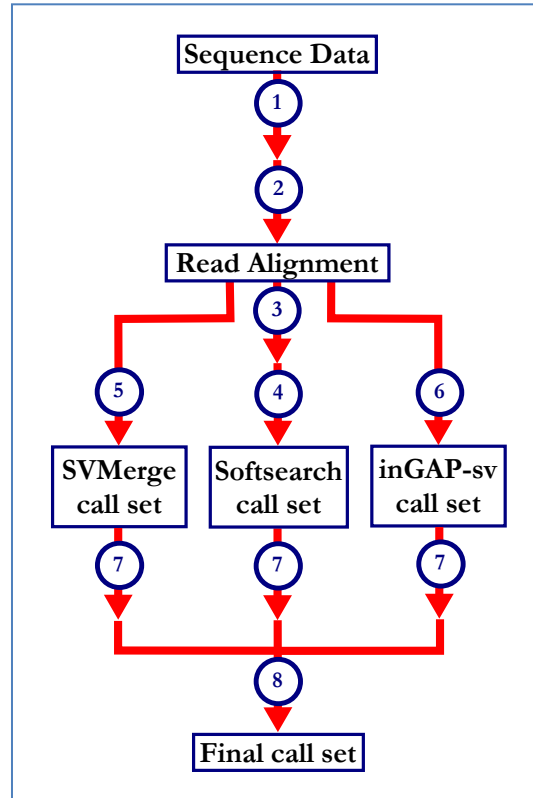 Sequence Data
1
2
Read Alignment
3
5
4
6
SVMerge
call set
Softsearch
call set
inGAP-sv
call set
7
7
7
8
Final call set